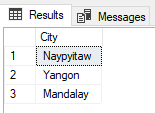 Results Messages
City
1 Naypyitaw
2 Yangon
3 Mandalay